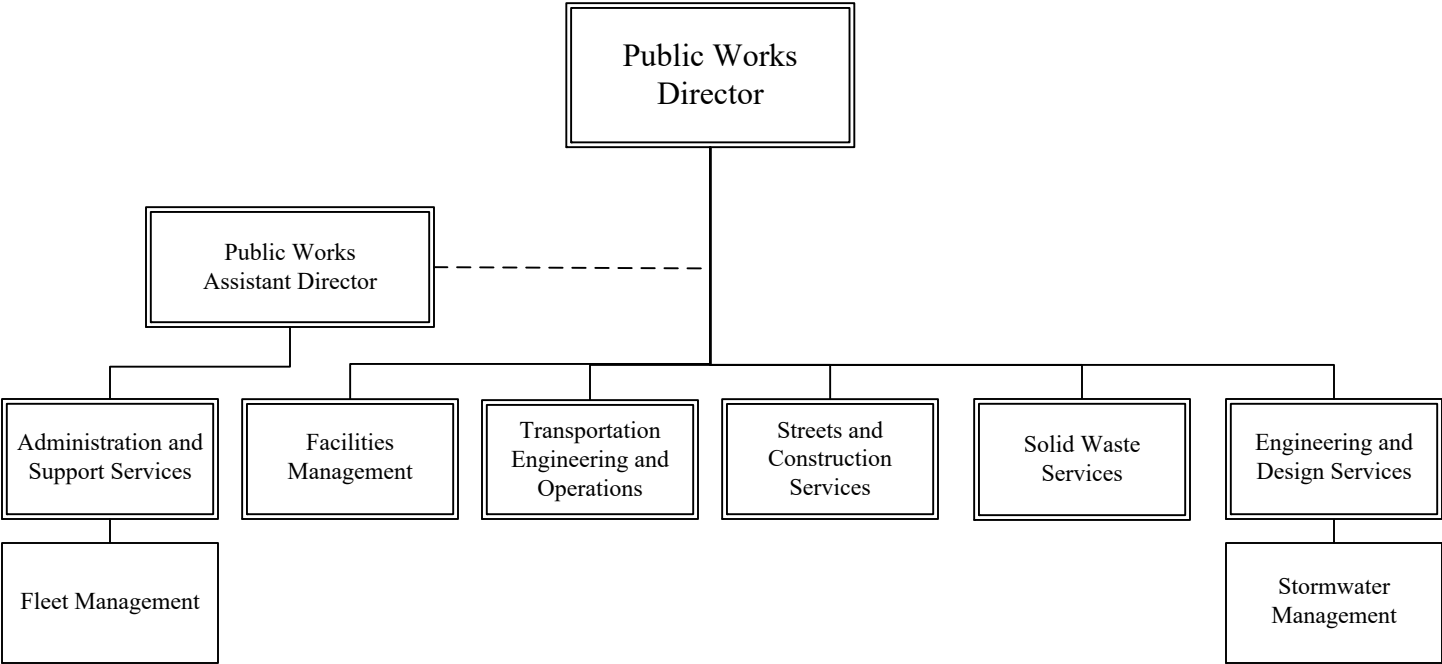 Public Works
Director
Public Works
Assistant Director
Administration and
Support Services
Facilities
Management
Transportation
Engineering and
Operations
Streets and
Construction
Services
Solid Waste
Services
Engineering and
Design Services
Fleet Management
Stormwater
Management